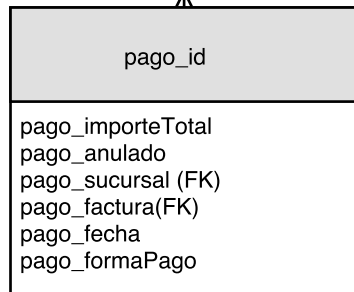 pago_id
pago_importeTotal
pago_anulado
pago_sucursal (FK)
pago_factura(FK)
pago_fecha
pago_formaPago